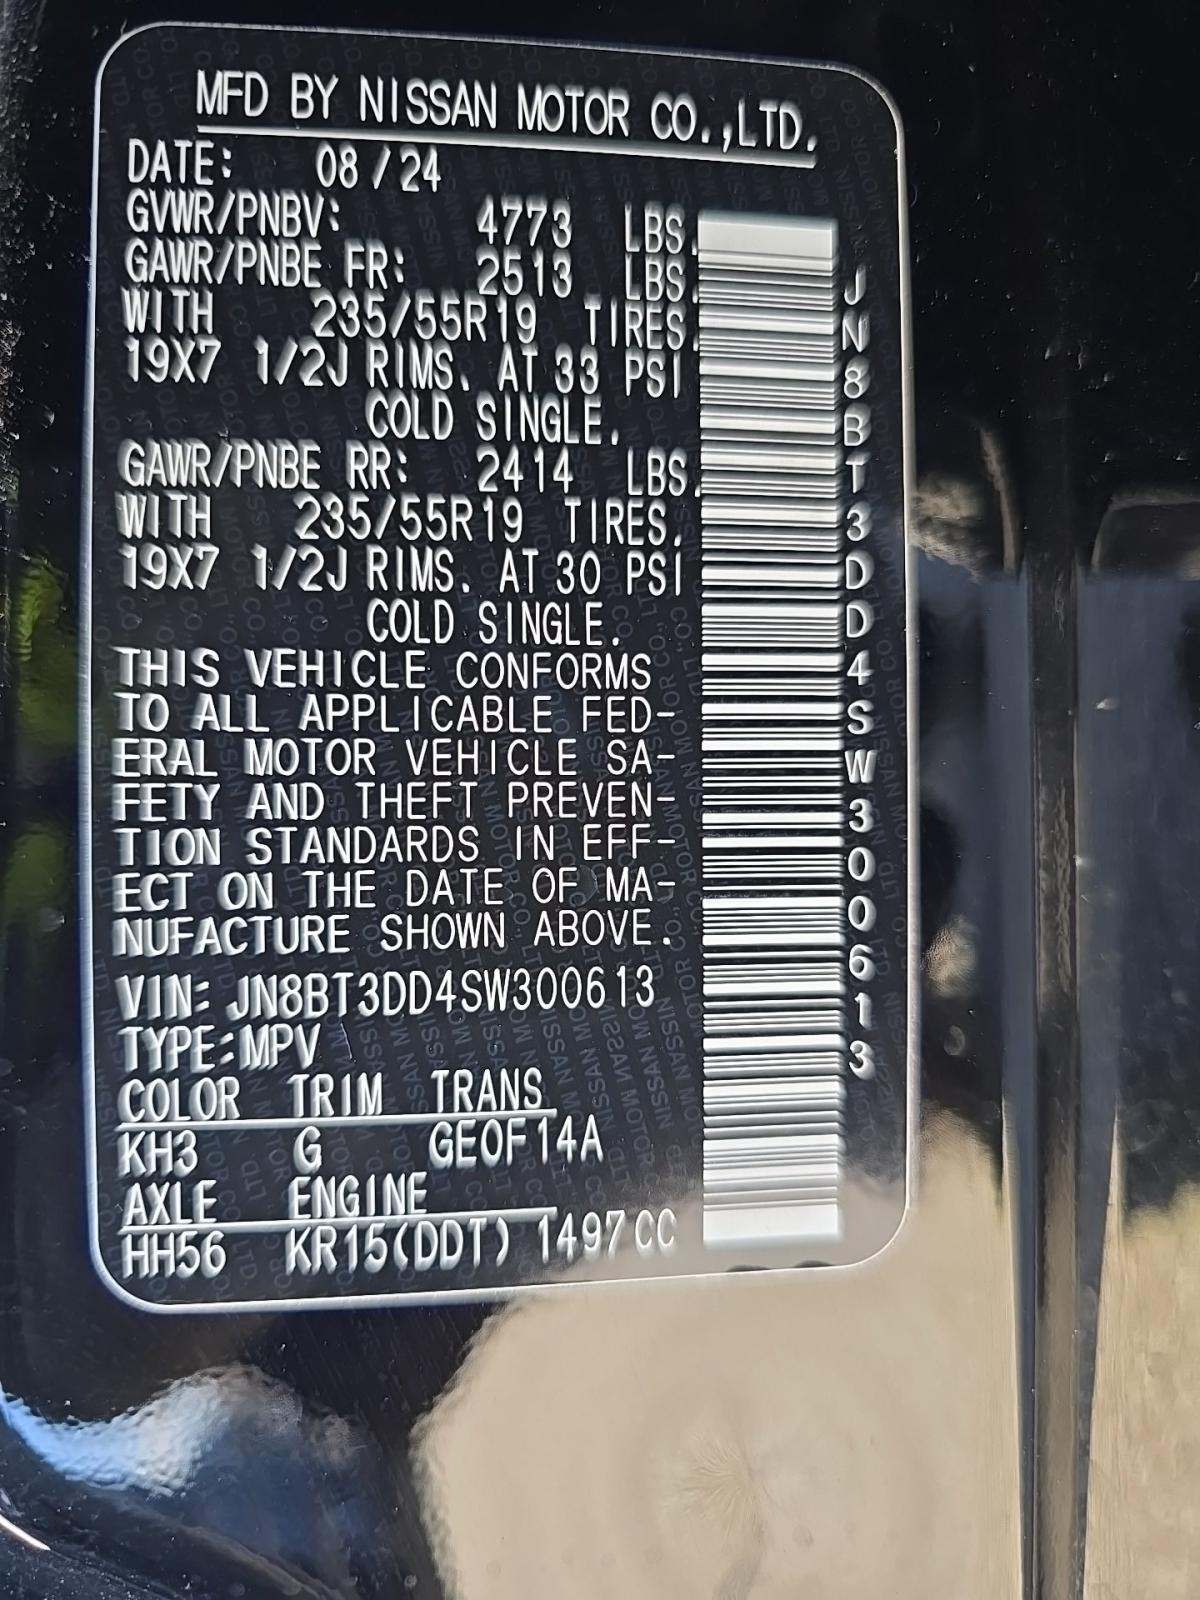 MFD BY NISSAN MOTOR CO.,LTD.
DATE: 08/24
GVWR/PNBV: 4773 LBS.
GAWR/PNBE FR: 2513 LBS.
WITH 235/55R19 TIRES.
19X7 1/2J RIMS. AT 33 PSI
COLD SINGLE.
GAWR/PNBE RR: 2414 LBS.
WITH 235/55R19 TIRES.
19X7 1/2J RIMS. AT 30 PSI
COLD SINGLE.
THIS VEHICLE CONFORMS
TO ALL APPLICABLE FED-
ERAL MOTOR VEHICLE SA-
FETY AND THEFT PREVEN-
TION STANDARDS IN EFF-
ECT ON THE DATE OF MA-
NUFACTURE SHOWN ABOVE.
VIN: JN8BT3DD4SW300613
TYPE:MPV
COLOR TRIM TRANS
KH3 G GE0F14A
AXLE ENGINE
HH56 KR15(DDT) 1497CC
JN8BT3DD4SW300613